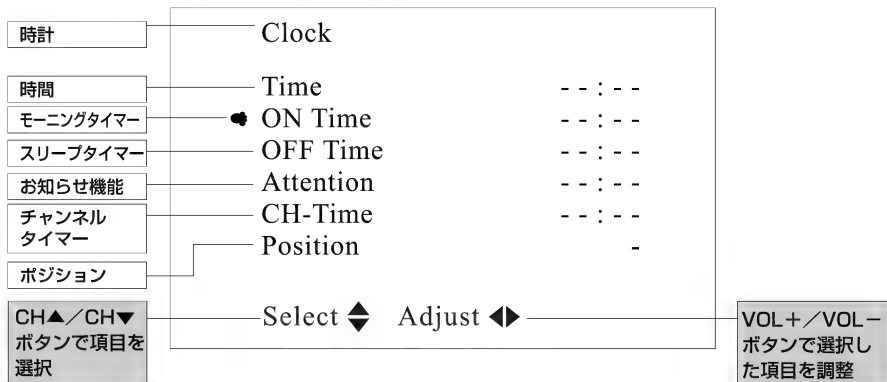 時計
Clock
時間
Time --:--
モーニングタイマー
ON Time --:--
スリープタイマー
OFF Time --:--
お知らせ機能
Attention --:--
チャンネル
タイマー
CH-Time --:--
ポジション
Position -
CH▲／CH▼
ボタンで項目を
選択
Select ▲▼ Adjust ◀▶
VOL＋／VOL－
ボタンで選択し
た項目を調整